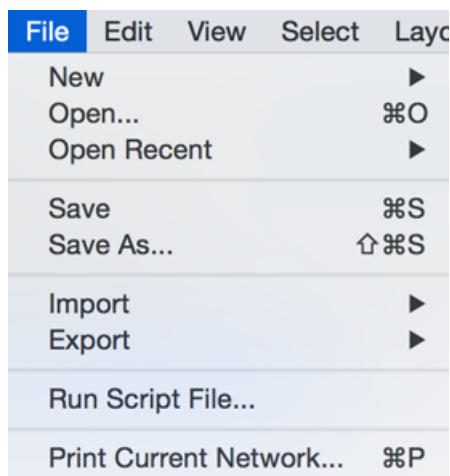 File Edit View Select
New ▶
Open... ⌘O
Open Recent ▶
Save ⌘S
Save As... ⇧⌘S
Import ▶
Export ▶
Run Script File...
Print Current Network... ⌘P